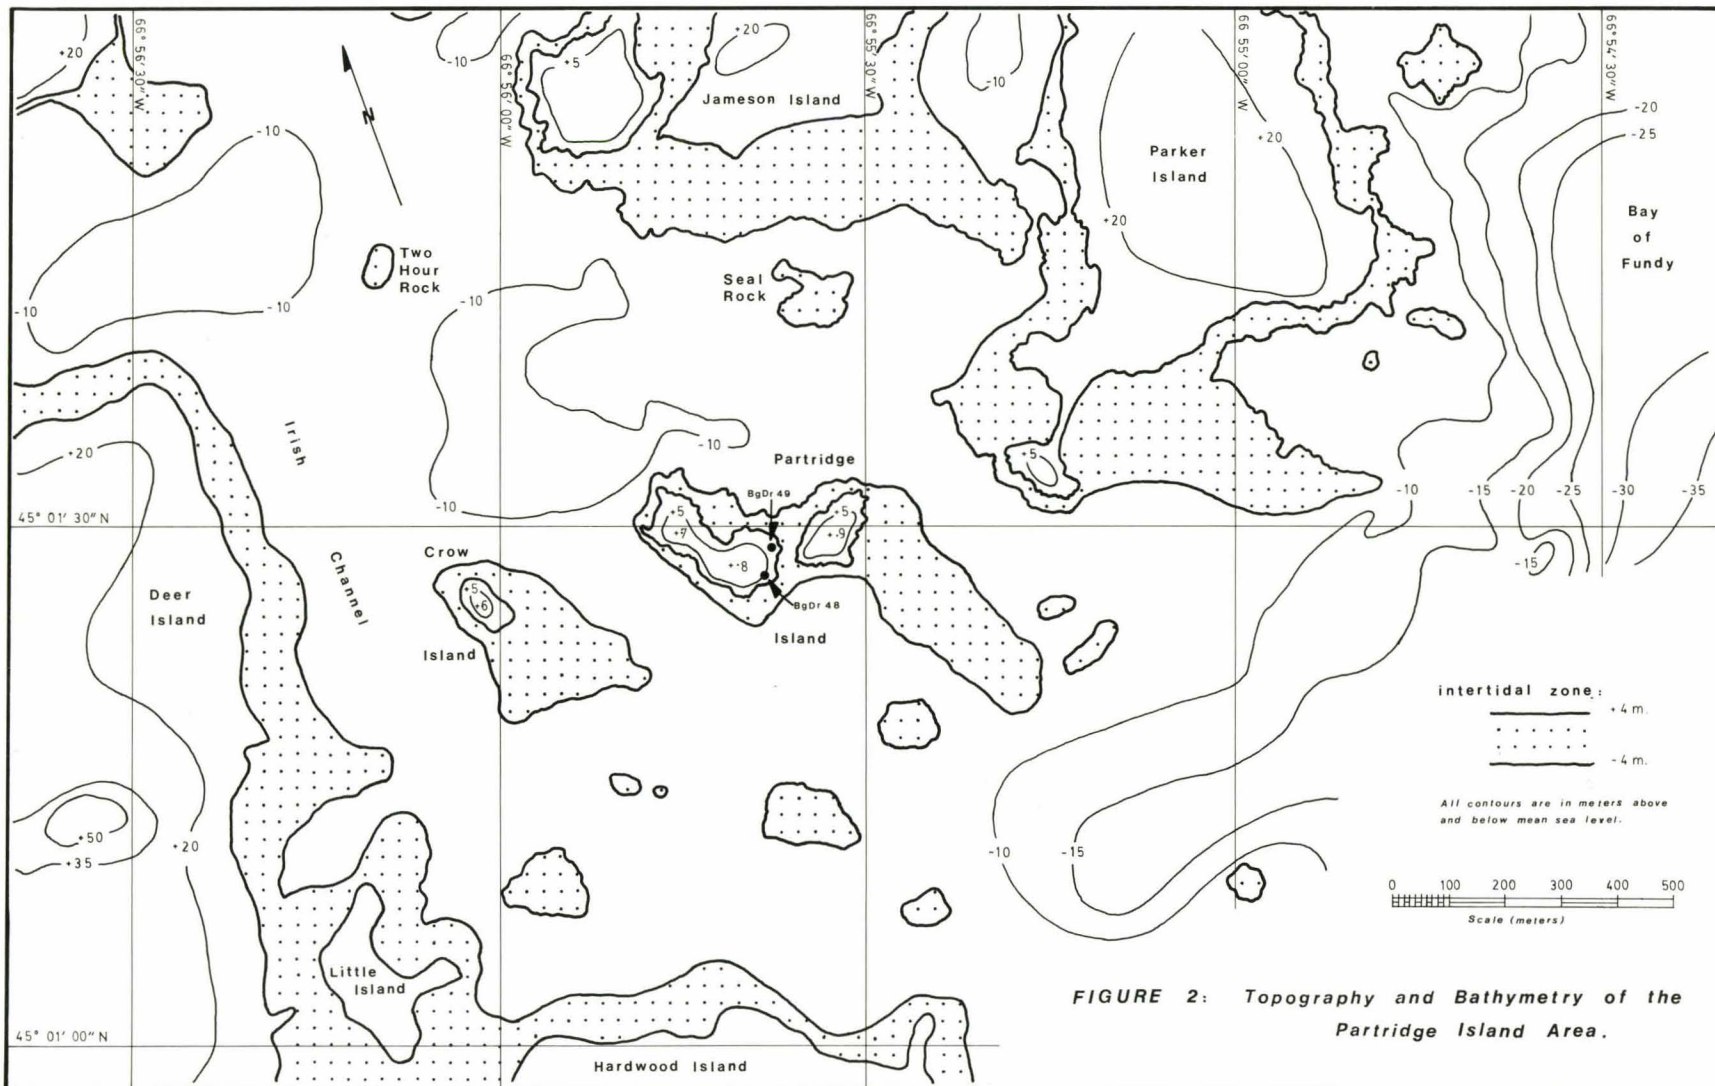 +20
66° 56' 30" W
-10
66° 56' 00" W
+5
+20
66° 55' 30" W
-10
66° 55' 00" W
66° 54' 30" W
N
Jameson Island
-20
-25
-10
+20
Parker
Island
+20
Bay
of
Fundy
Two
Hour
Rock
Seal
Rock
-10
-10
-10
Irish
Channel
+20
-10
-10
Partridge
Island
BgDr 49
BgDr 48
+5
+7
+8
+5
+9
+5
-10
-15
-20
-25
-30
-35
-15
45° 01' 30" N
Crow
Island
+5
+6
Deer
Island
intertidal zone:
+4 m.
-4 m.
All contours are in meters above
and below mean sea level.
+50
+35
+20
-10
-15
0 100 200 300 400 500
Scale (meters)
Little
Island
FIGURE 2: Topography and Bathymetry of the
Partridge Island Area.
45° 01' 00" N
Hardwood Island